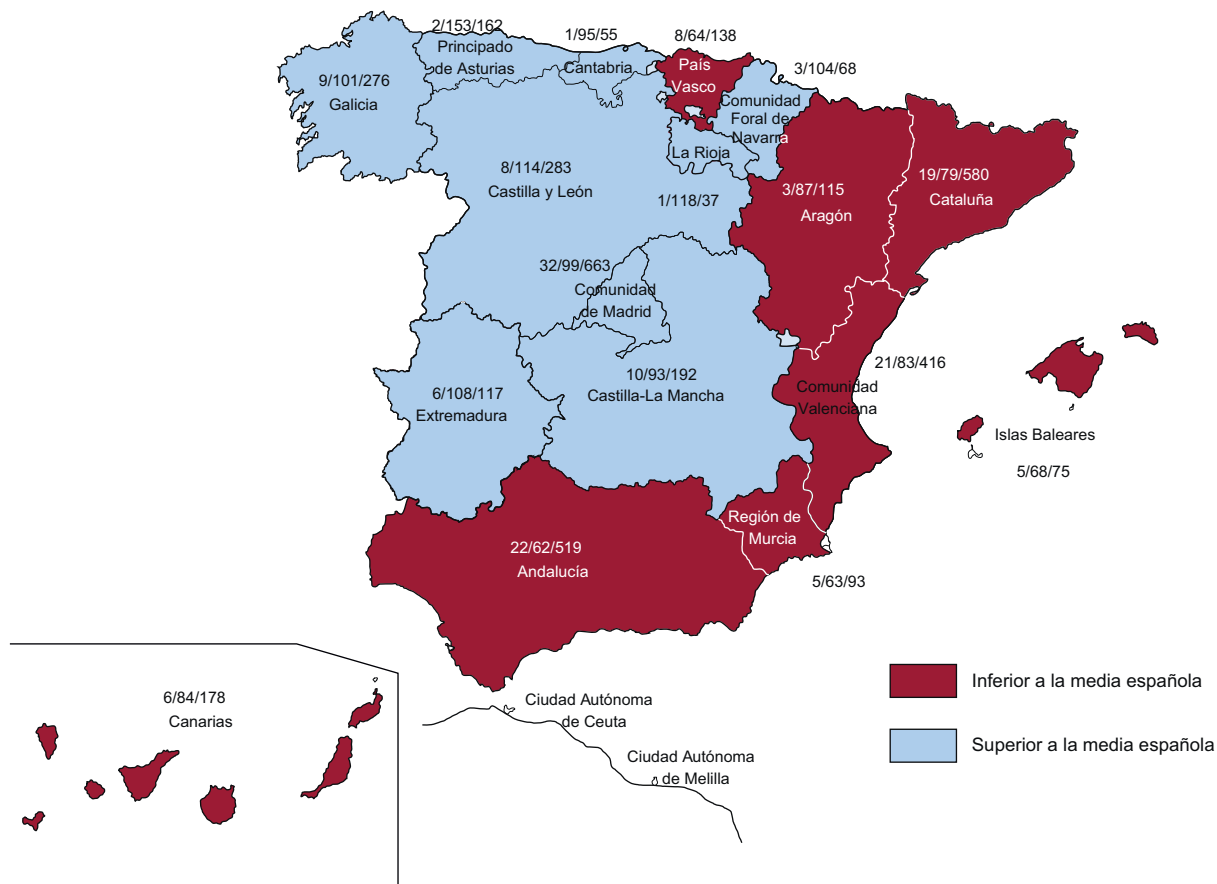 2/153/162
Principado
de Asturias
1/95/55
Cantabria
8/64/138
País
Vasco
3/104/68
Comunidad
Foral de
Navarra
9/101/276
Galicia
La Rioja
1/118/37
8/114/283
Castilla y León
3/87/115
Aragón
19/79/580
Cataluña
32/99/663
Comunidad
de Madrid
6/108/117
Extremadura
10/93/192
Castilla-La Mancha
21/83/416
Comunidad
Valenciana
Islas Baleares
5/68/75
Región de
Murcia
5/63/93
22/62/519
Andalucía
6/84/178
Canarias
Ciudad Autónoma
de Ceuta
Ciudad Autónoma
de Melilla
Inferior a la media española
Superior a la media española